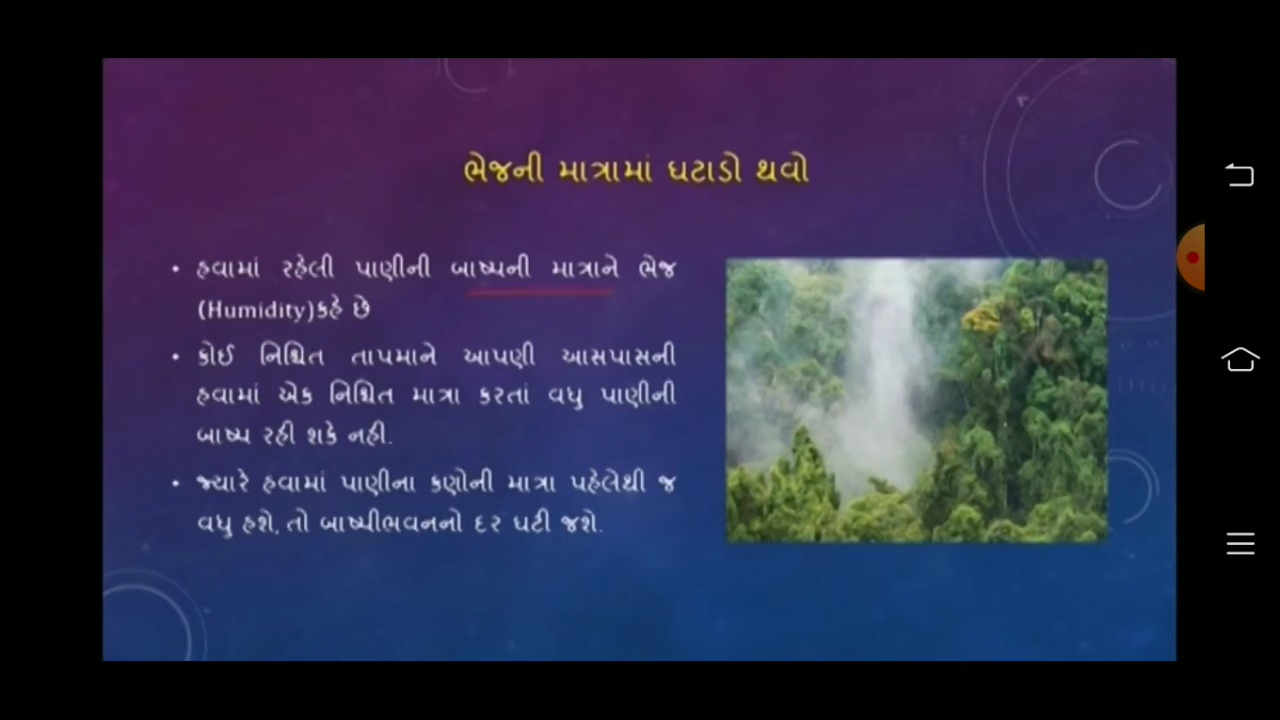 ભેજની માત્રામાં ઘટાડો થવો
• હવામાં રહેલી પાણીની બાષ્પની માત્રાને ભેજ
(Humidity)કહે છે
• કોઈ નિશ્ચિત તાપમાને આપણી આસપાસની
હવામાં એક નિશ્ચિત માત્રા કરતાં વધુ પાણીની
બાષ્પ રહી શકે નહી.
• જ્યારે હવામાં પાણીના કણોની માત્રા પહેલેથી જ
વધુ હશે, તો બાષ્પીભવનનો દર ઘટી જશે.